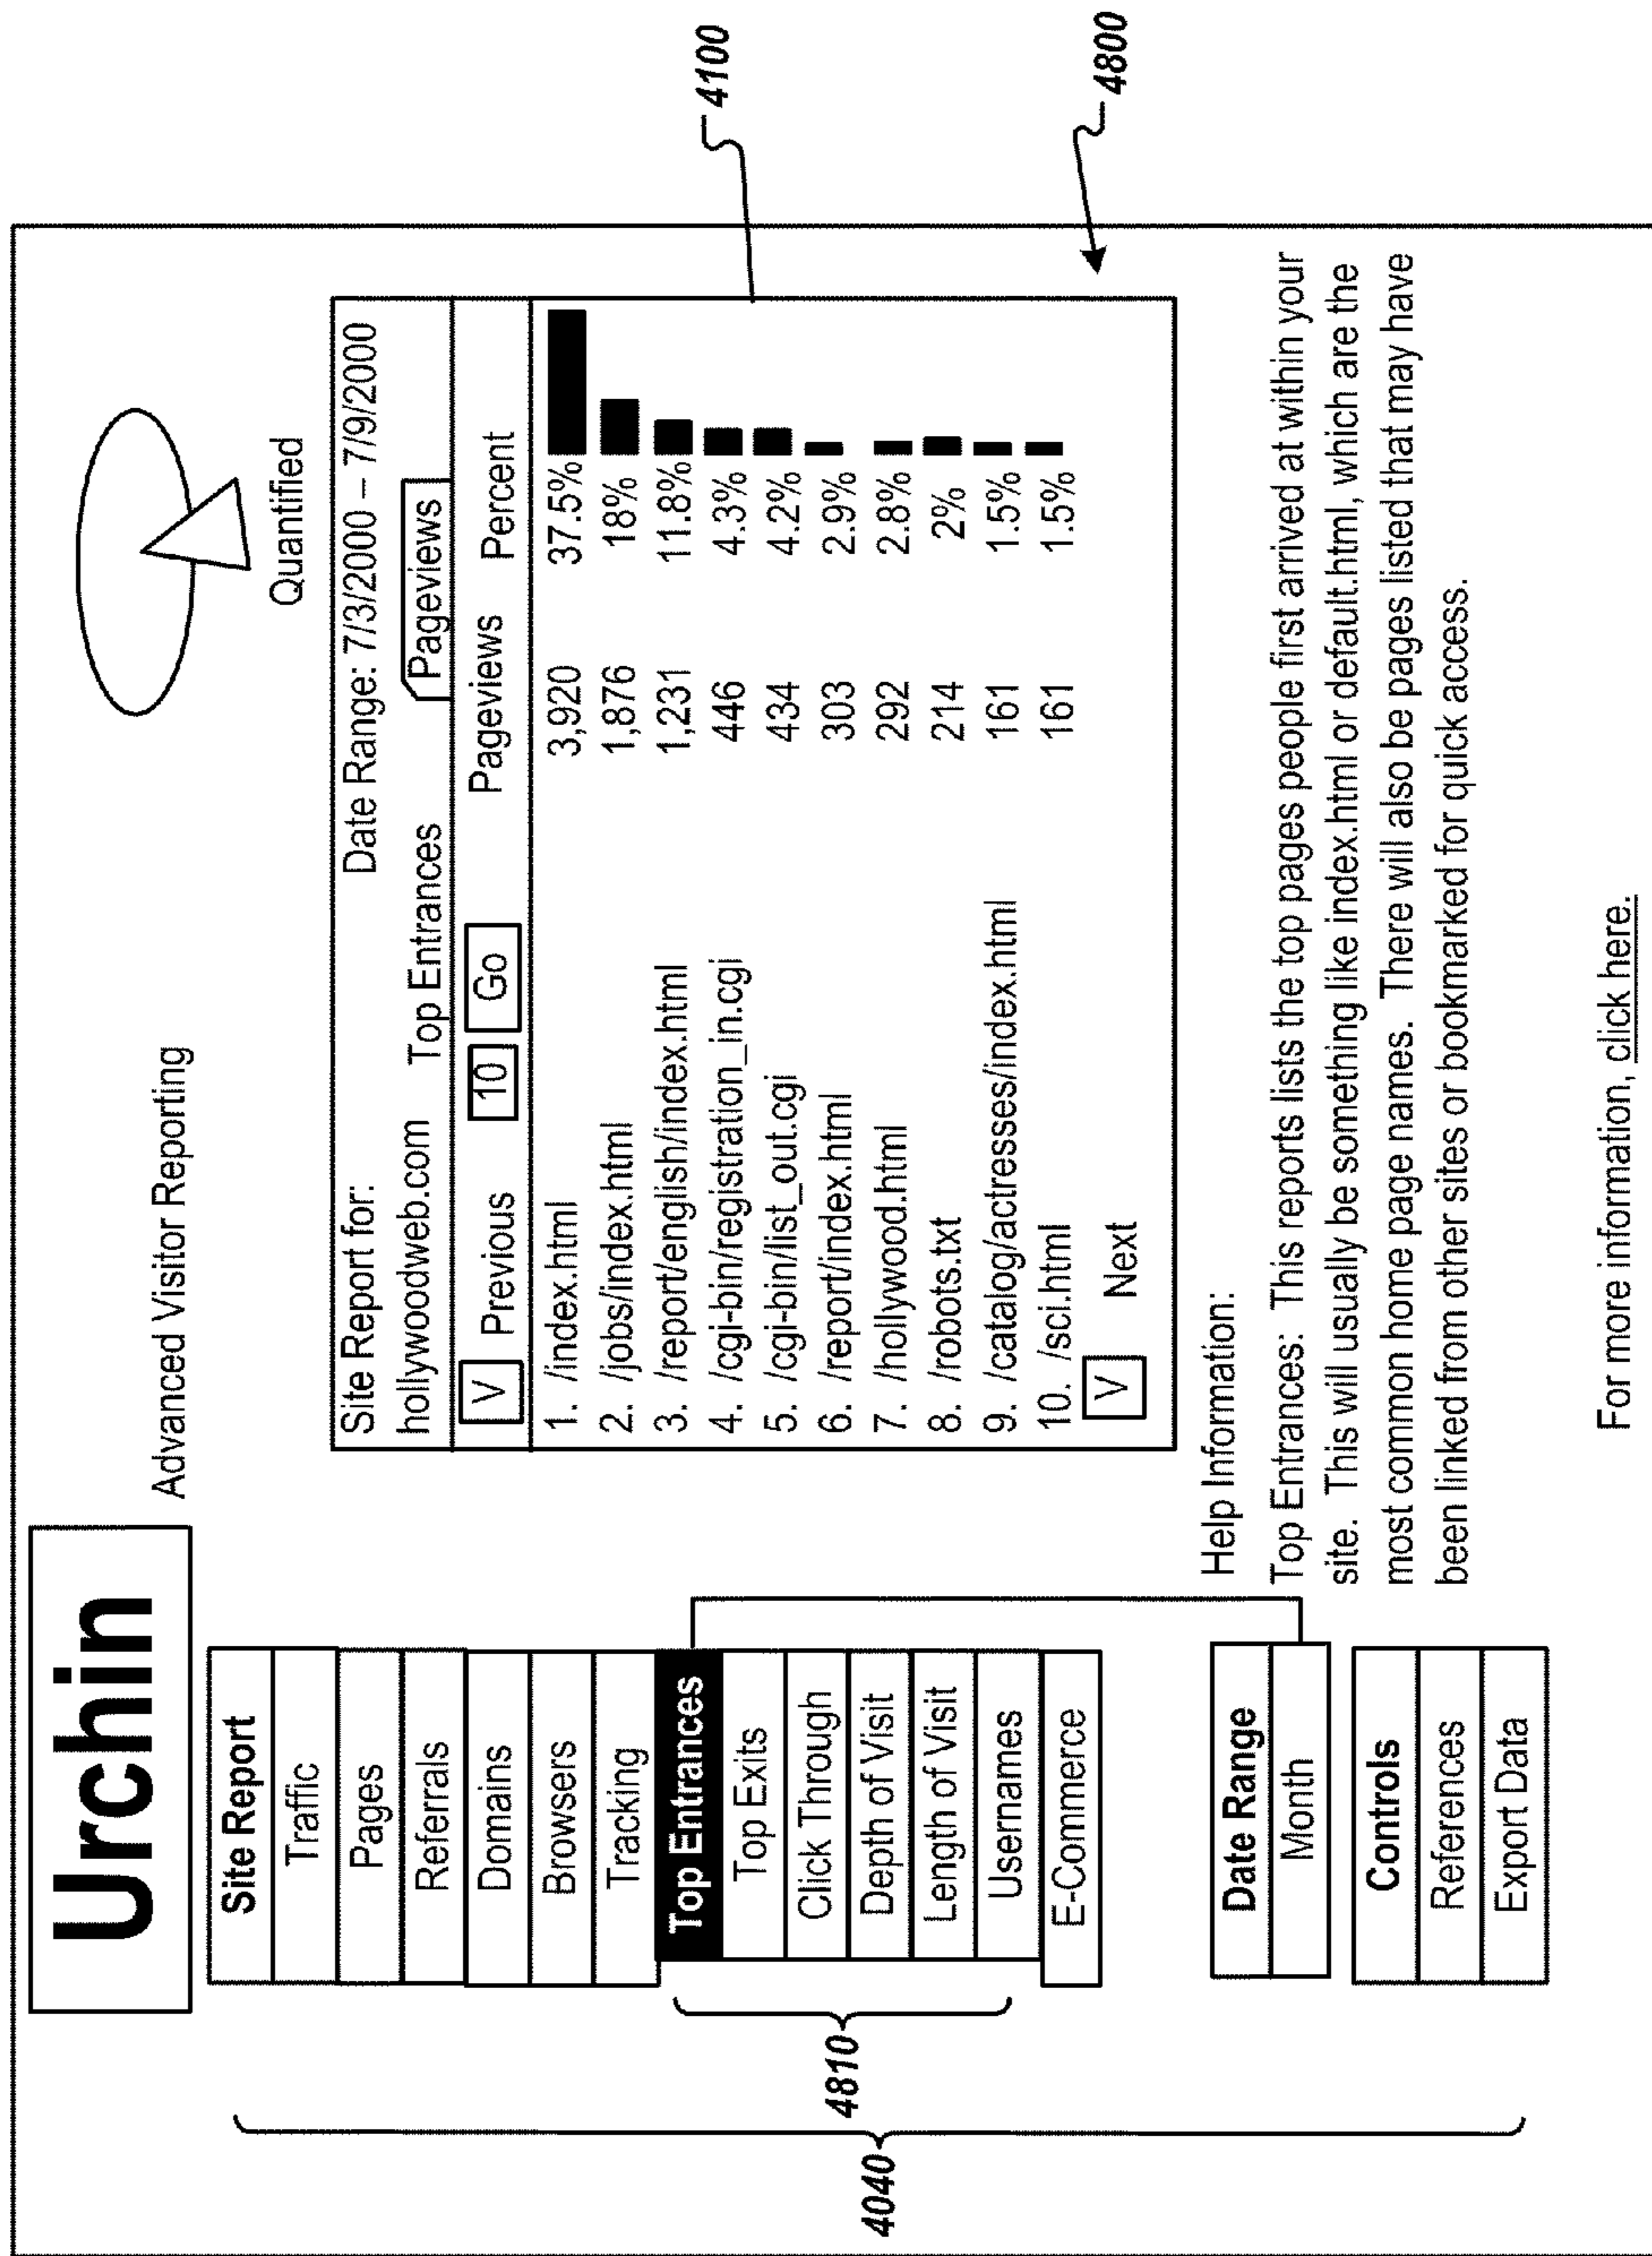 Urchin
Advanced Visitor Reporting
Quantified
Site Report
Traffic
Pages
Referrals
Domains
Browsers
Tracking
Top Entrances
Top Exits
Click Through
Depth of Visit
Length of Visit
Usernames
E-Commerce
Date Range
Month
Controls
References
Export Data
4810
4040
Site Report for: Date Range: 7/3/2000 – 7/9/2000
hollywoodweb.com Top Entrances Pageviews
V Previous 10 Go Pageviews Percent
1. /index.html 3,920 37.5%
2. /jobs/index.html 1,876 18%
3. /report/english/index.html 1,231 11.8%
4. /cgi-bin/registration_in.cgi 446 4.3%
5. /cgi-bin/list_out.cgi 434 4.2%
6. /report/index.html 303 2.9%
7. /hollywood.html 292 2.8%
8. /robots.txt 214 2%
9. /catalog/actresses/index.html 161 1.5%
10. /sci.html 161 1.5%
V Next
4100
4800
Help Information:
Top Entrances: This reports lists the top pages people first arrived at within your
site. This will usually be something like index.html or default.html, which are the
most common home page names. There will also be pages listed that may have
been linked from other sites or bookmarked for quick access.
For more information, click here.